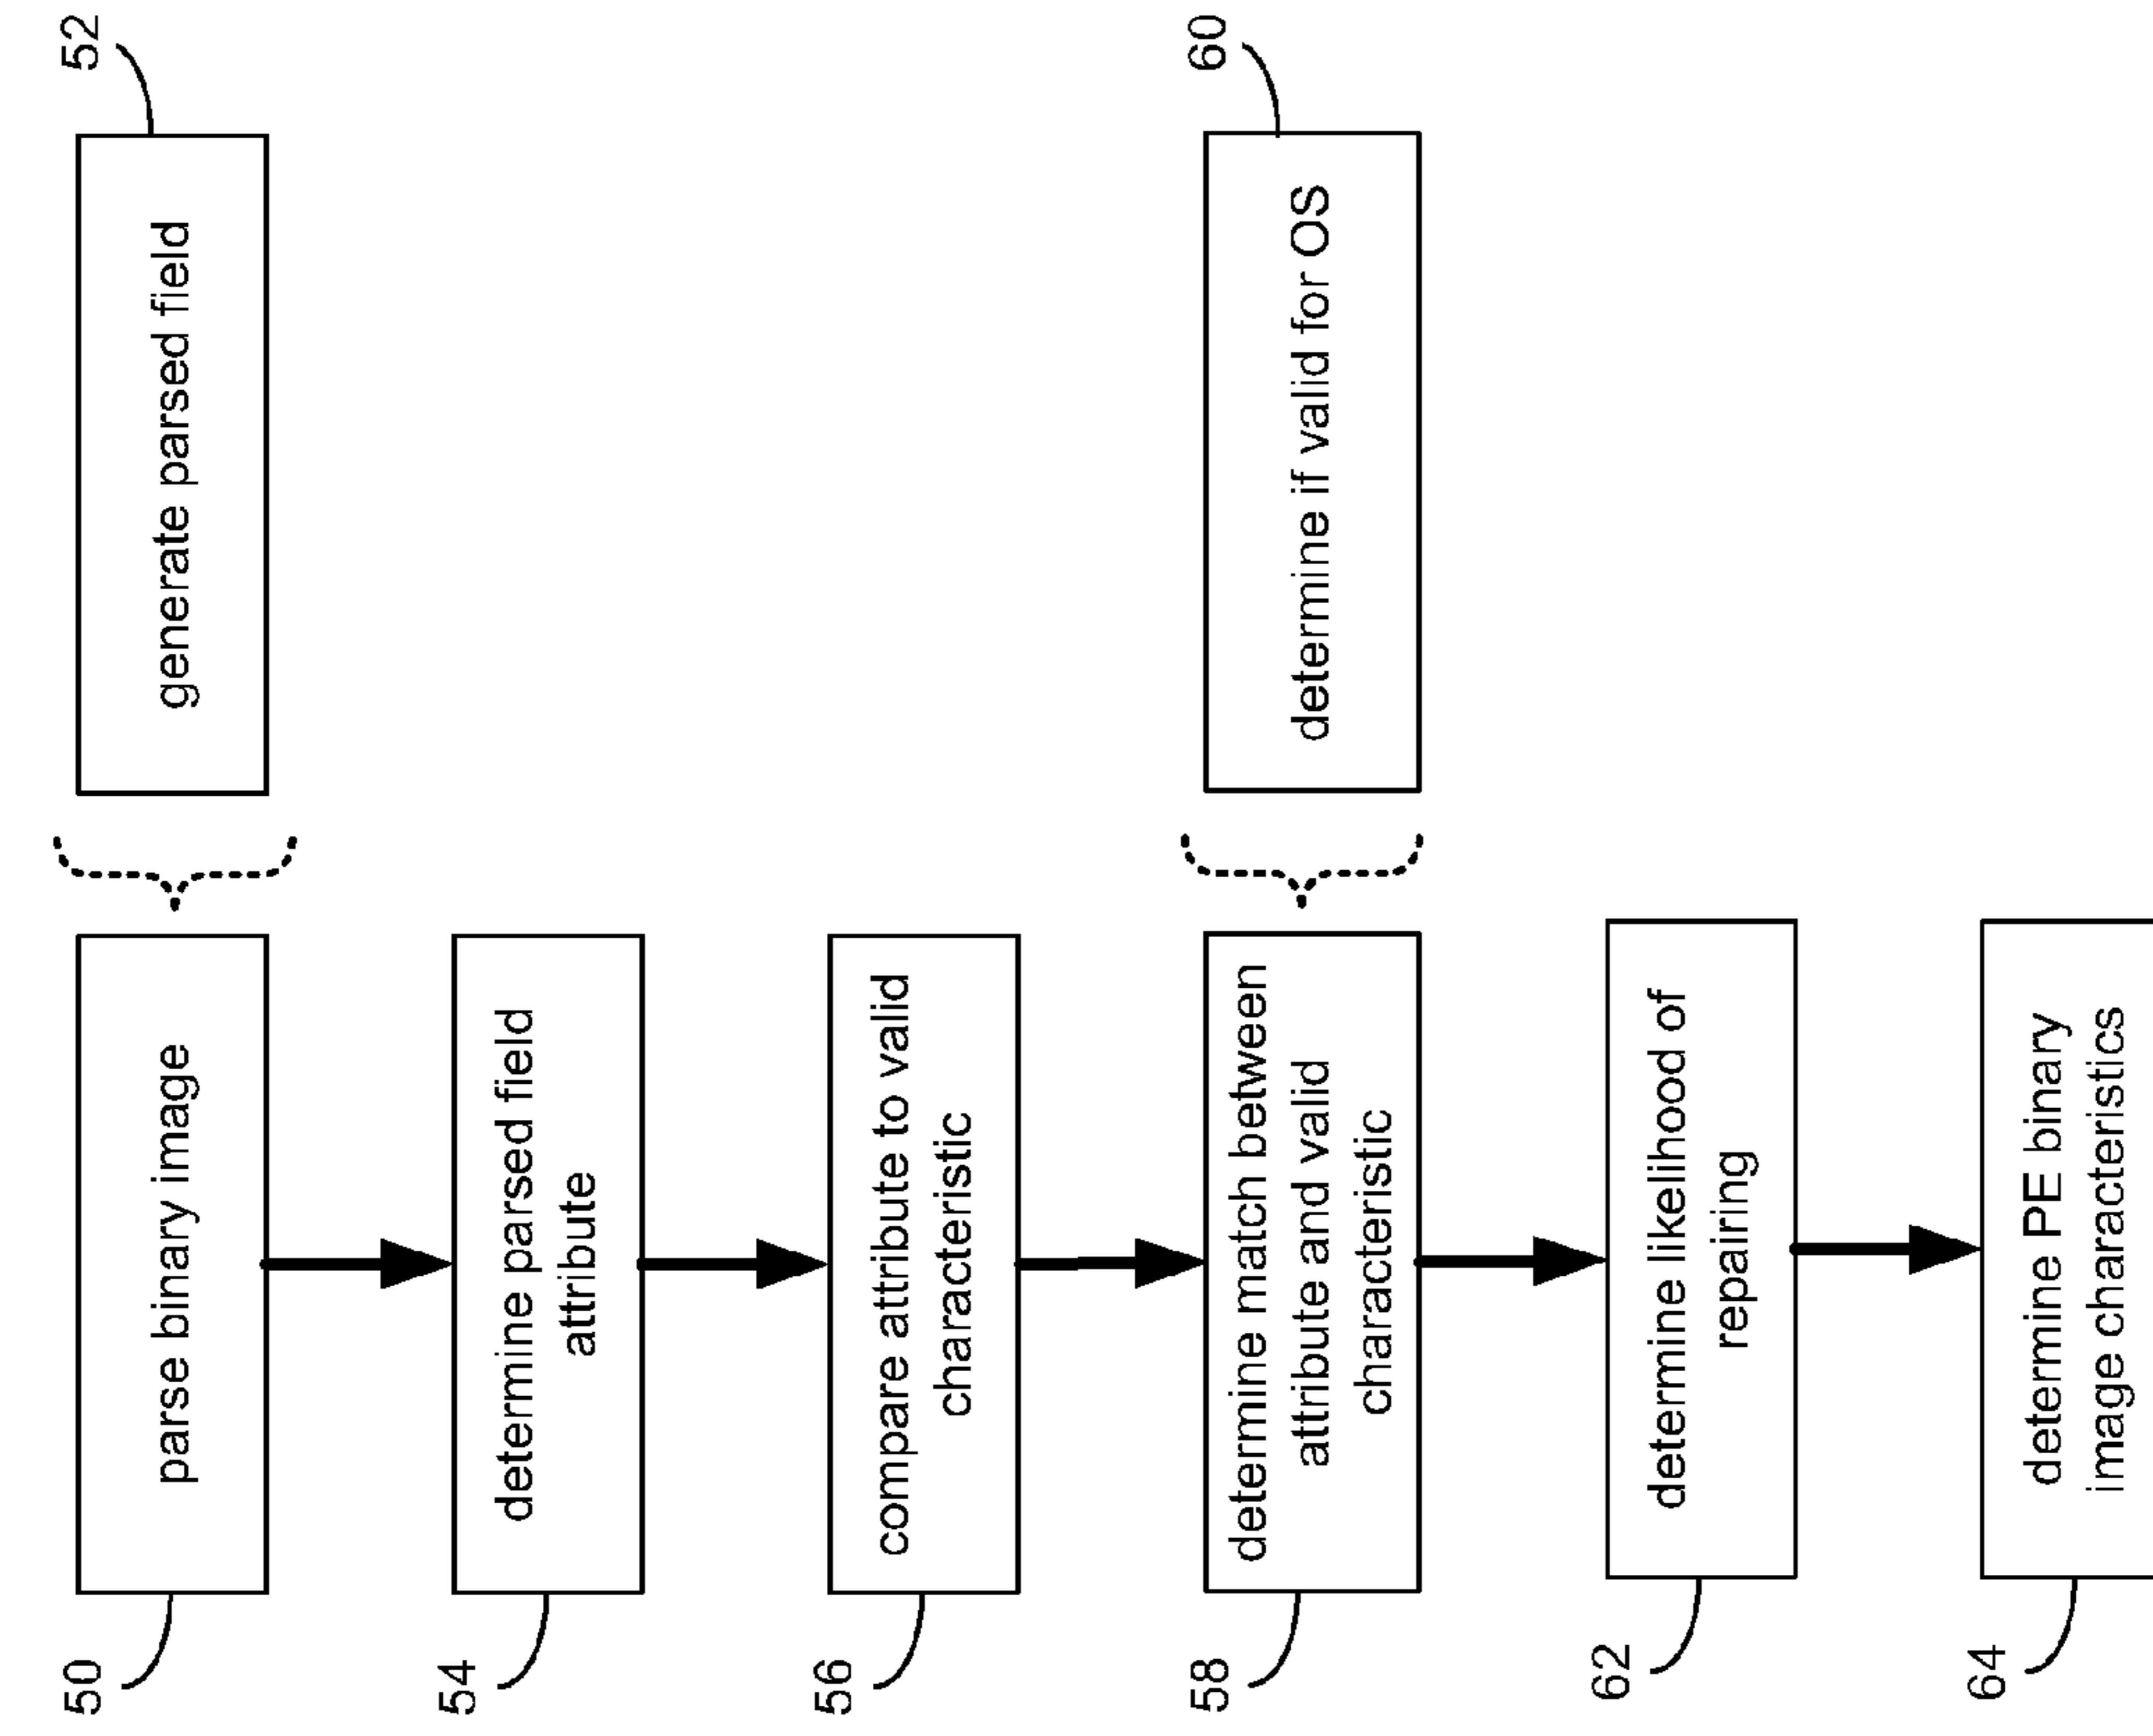 50
parse binary image
generate parsed field
52
54
determine parsed field
attribute
56
compare attribute to valid
characteristic
58
determine match between
attribute and valid
characteristic
determine if valid for OS
60
62
determine likelihood of
repairing
64
determine PE binary
image characteristics